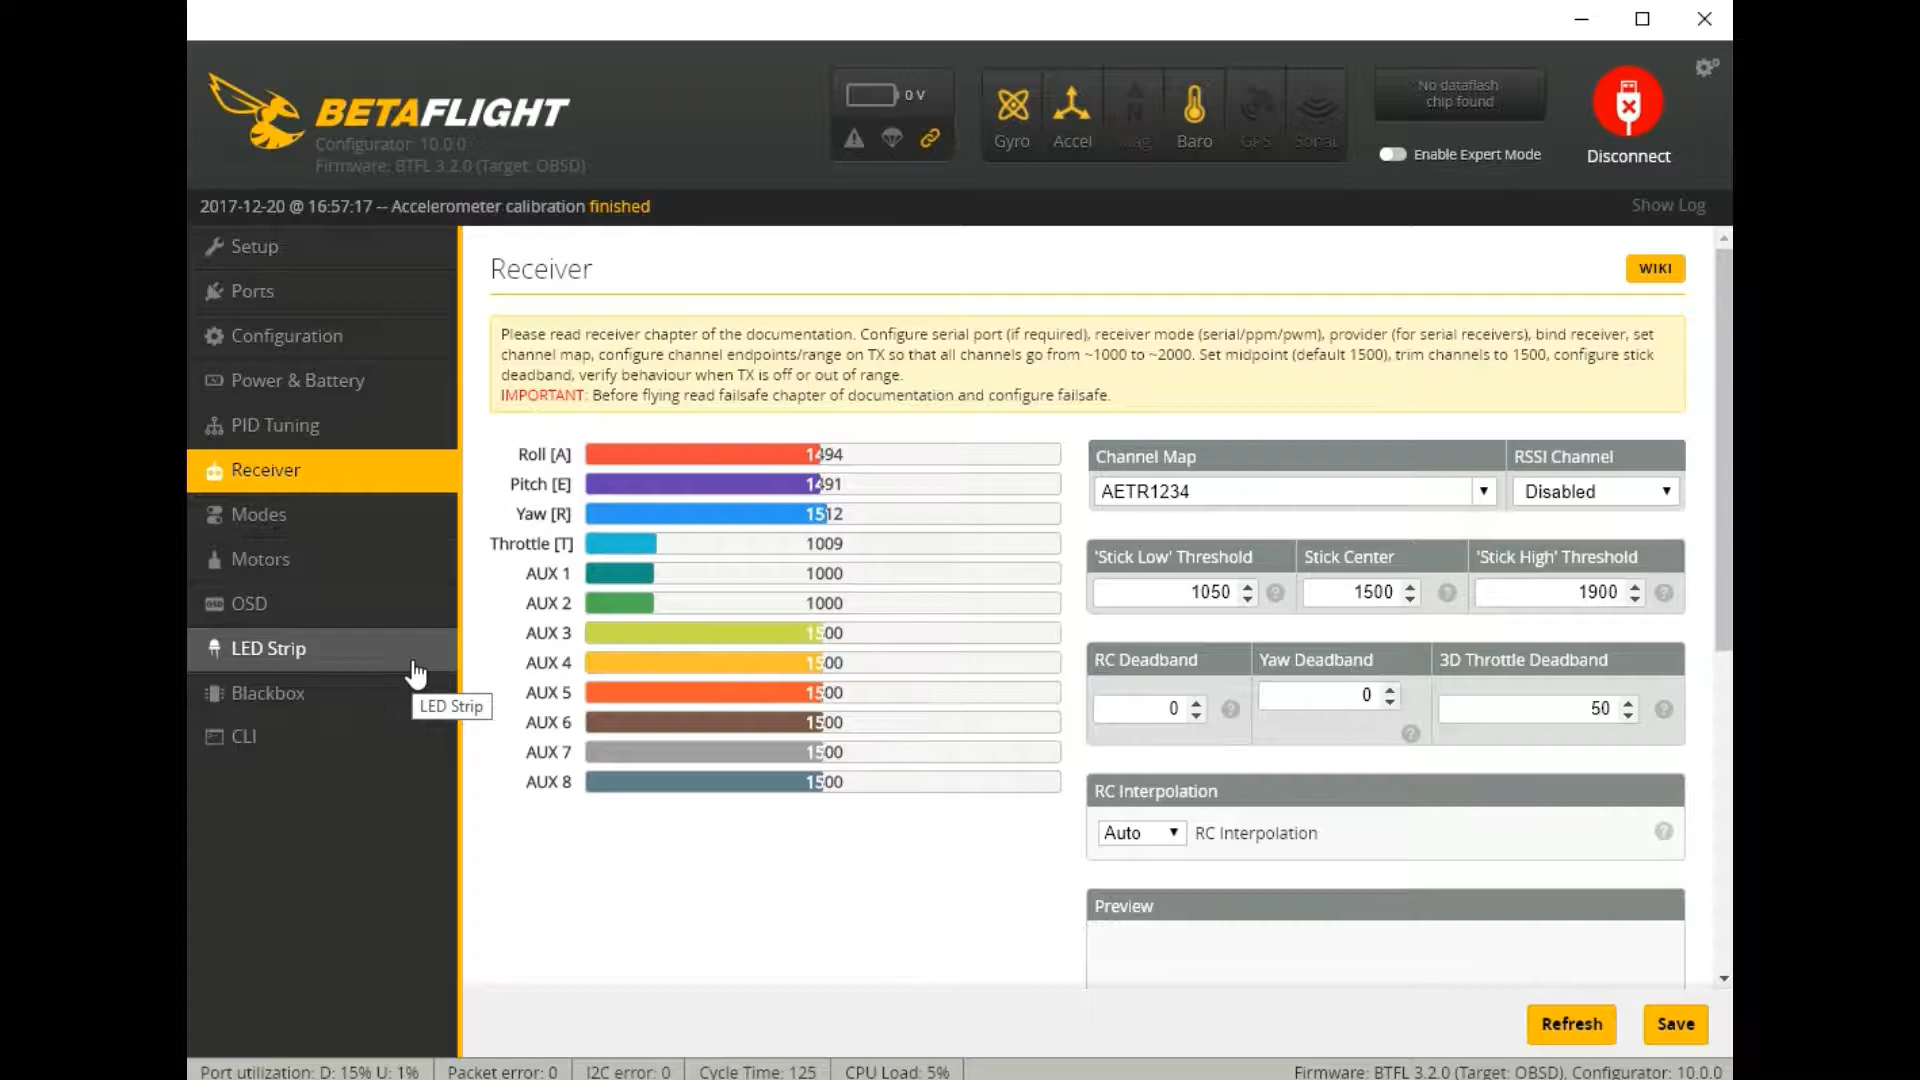 BETAFLIGHT
Configurator: 10.0.0
Firmware: BTFL 3.2.0 (Target: OBSD)
0 V
Gyro
Accel
Mag
Baro
GPS
Sonar
No dataflash
chip found
Enable Expert Mode
Disconnect
2017-12-20 @ 16:57:17 -- Accelerometer calibration finished
Show Log
Setup
Ports
Configuration
Power & Battery
PID Tuning
Receiver
Modes
Motors
OSD
LED Strip
Blackbox
CLI
LED Strip
Receiver
WIKI
Please read receiver chapter of the documentation. Configure serial port (if required), receiver mode (serial/ppm/pwm), provider (for serial receivers), bind receiver, set
channel map, configure channel endpoints/range on TX so that all channels go from ~1000 to ~2000. Set midpoint (default 1500), trim channels to 1500, configure stick
deadband, verify behaviour when TX is off or out of range.
IMPORTANT: Before flying read failsafe chapter of documentation and configure failsafe.
Roll [A] 1494
Pitch [E] 1491
Yaw [R] 1512
Throttle [T] 1009
AUX 1 1000
AUX 2 1000
AUX 3 1500
AUX 4 1500
AUX 5 1500
AUX 6 1500
AUX 7 1500
AUX 8 1500
Channel Map RSSI Channel
AETR1234 Disabled
'Stick Low' Threshold Stick Center 'Stick High' Threshold
1050 1500 1900
RC Deadband Yaw Deadband 3D Throttle Deadband
0 0 50
RC Interpolation
Auto RC Interpolation
Preview
Refresh Save
Port utilization: D: 15% U: 1% Packet error: 0 I2C error: 0 Cycle Time: 125 CPU Load: 5% Firmware: BTFL 3.2.0 (Target: OBSD), Configurator: 10.0.0